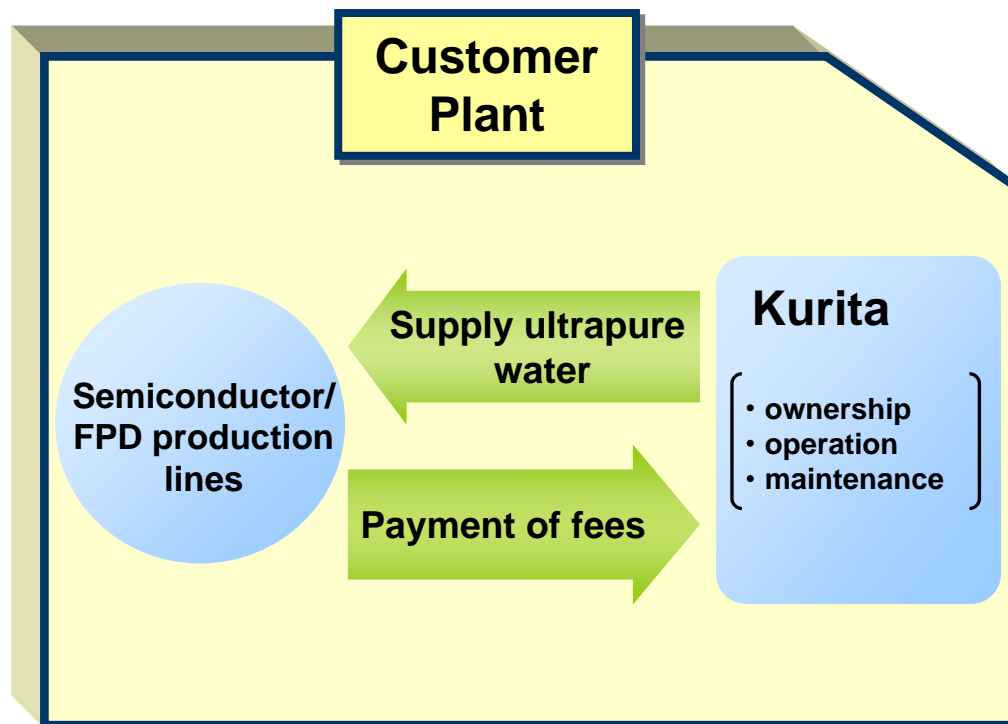 Customer
Plant
Supply ultrapure
water
Kurita
Semiconductor/
FPD production
lines
・ownership
・operation
・maintenance
Payment of fees